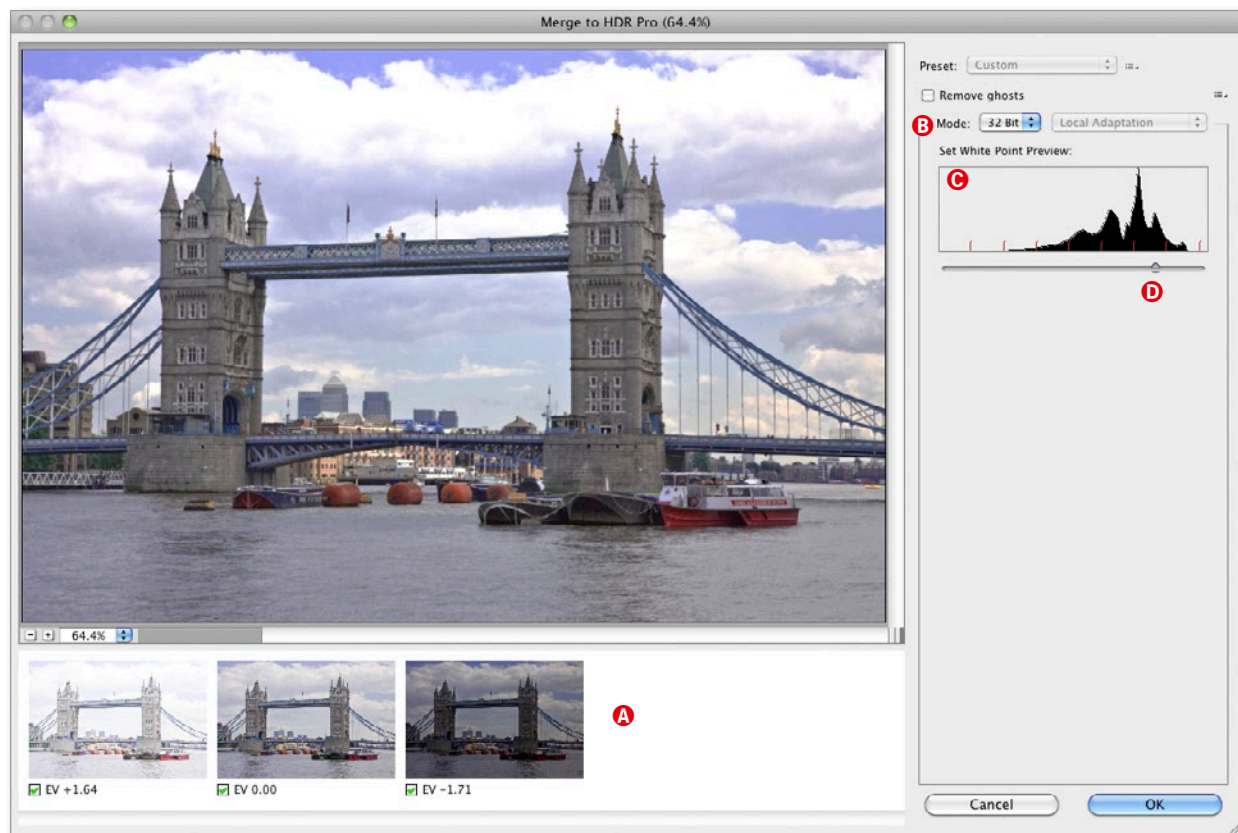 Merge to HDR Pro (64.4%)
Preset: Custom
Remove ghosts
B Mode: 32 Bit Local Adaptation
Set White Point Preview:
C
D
64.4%
A
EV +1.64
EV 0.00
EV -1.71
Cancel
OK